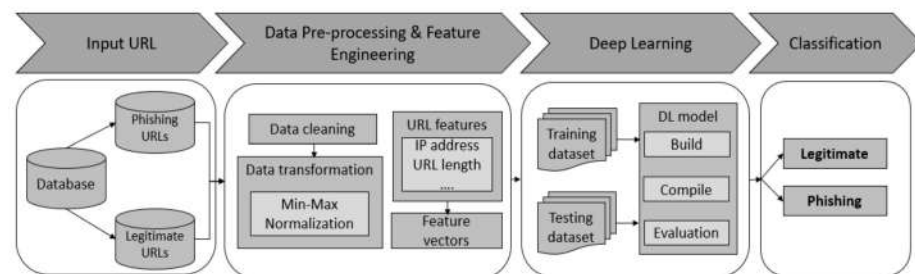 Input URL
Data Pre-processing & Feature
Engineering
Deep Learning
Classification
Phishing
URLs
Database
Legitimate
URLs
Data cleaning
Data transformation
Min-Max
Normalization
URL features
IP address
URL length
....
Feature
vectors
Training
dataset
Testing
dataset
DL model
Build
Compile
Evaluation
Legitimate
Phishing